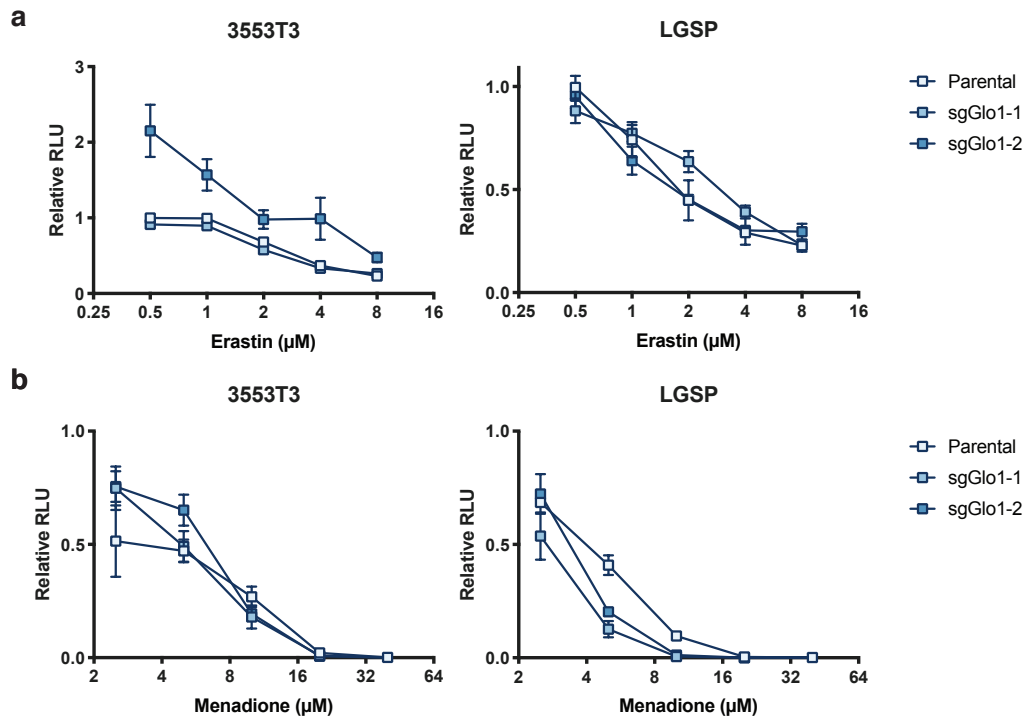 a
3553T3
LGSP
Relative RLU
3
2
1
0
0.25 0.5 1 2 4 8 16
Erastin (µM)
Relative RLU
1.0
0.5
0.0
0.25 0.5 1 2 4 8 16
Erastin (µM)
Parental
sgGlo1-1
sgGlo1-2
b
3553T3
LGSP
Relative RLU
1.0
0.5
0.0
2 4 8 16 32 64
Menadione (µM)
Relative RLU
1.0
0.5
0.0
2 4 8 16 32 64
Menadione (µM)
Parental
sgGlo1-1
sgGlo1-2